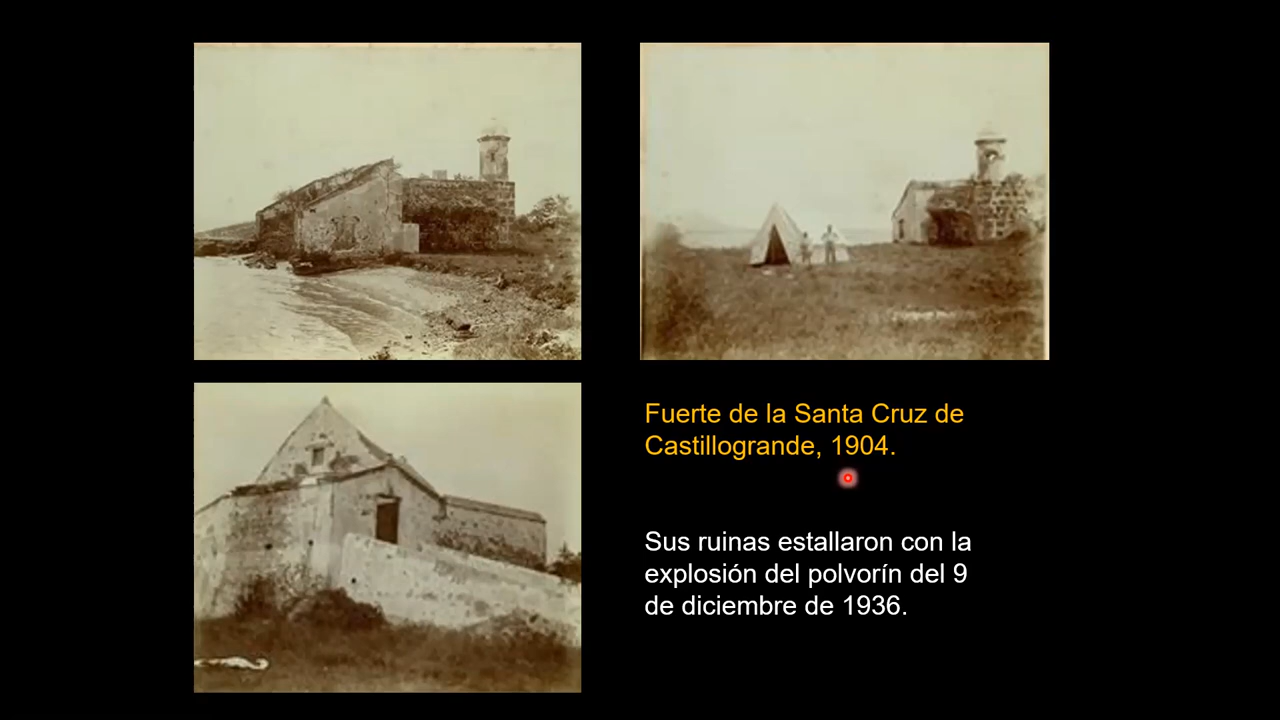 Fuerte de la Santa Cruz de
Castillogrande, 1904.
Sus ruinas estallaron con la
explosión del polvorín del 9
de diciembre de 1936.